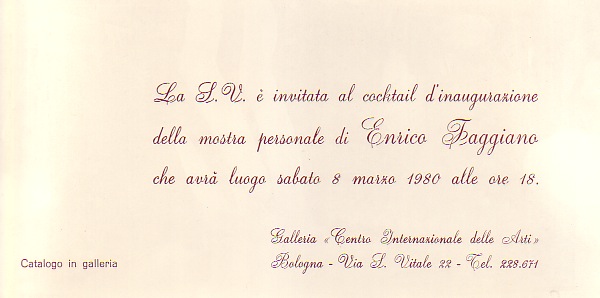 La S. V. è invitata al cocktail d'inaugurazione
della mostra personale di Enrico Faggiano
che avrà luogo sabato 8 marzo 1980 alle ore 18.
Galleria «Centro Internazionale delle Arti»
Catalogo in galleria
Bologna - Via S. Vitale 22 - Tel. 228.671